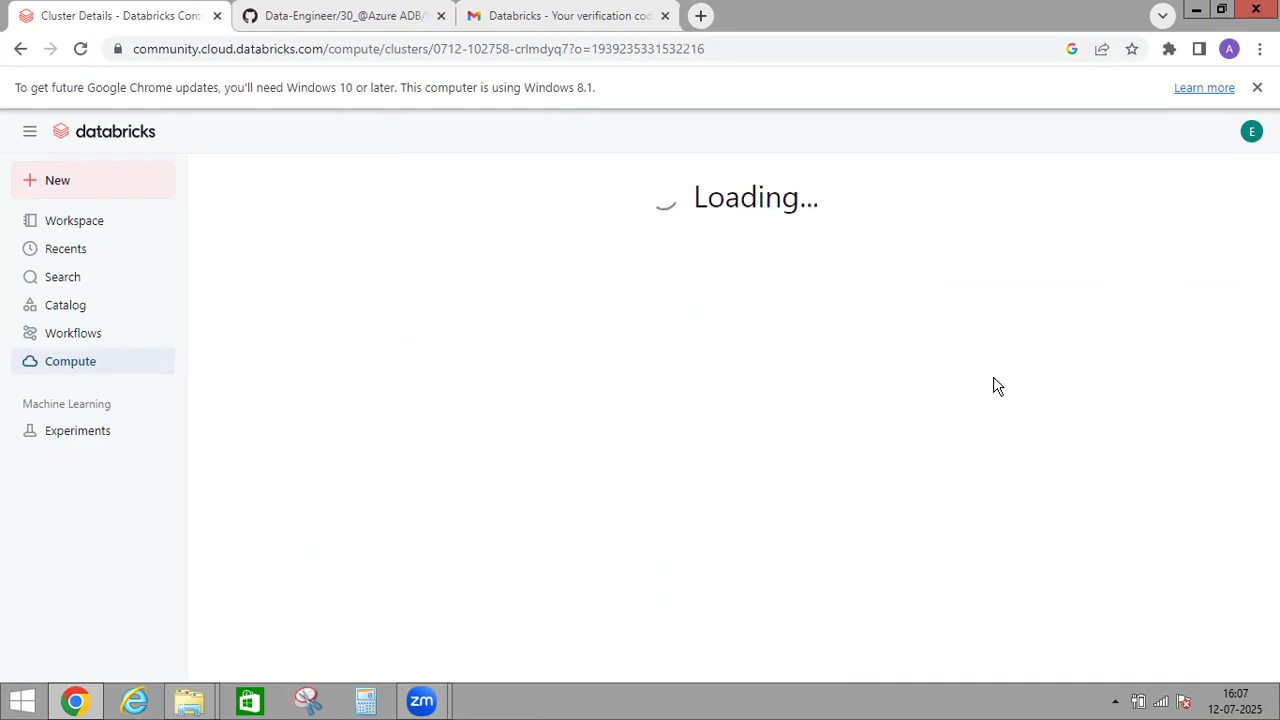 Cluster Details - Databricks Com
Data-Engineer/30_@Azure ADB/
Databricks - Your verification cod
community.cloud.databricks.com/compute/clusters/0712-102758-crlmdyq7?o=1939235331532216
A
To get future Google Chrome updates, you'll need Windows 10 or later. This computer is using Windows 8.1.
Learn more
databricks
E
New
Loading...
Workspace
Recents
Search
Catalog
Workflows
Compute
Machine Learning
Experiments
zm
16:07
12-07-2025